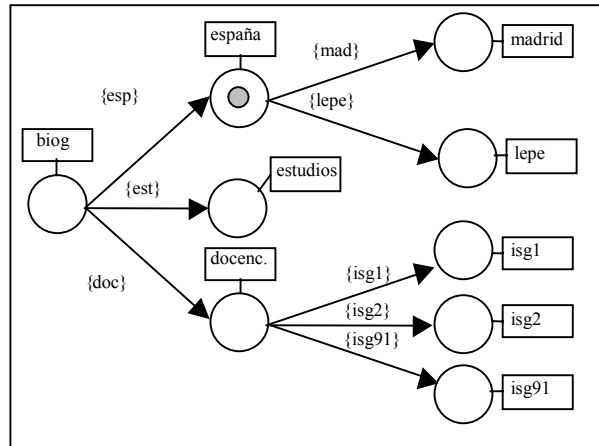 españa
{mad}
madrid
{esp}
{lepe}
biog
lepe
{est}
estudios
docenc.
{isg1}
isg1
{doc}
{isg2}
isg2
{isg91}
isg91